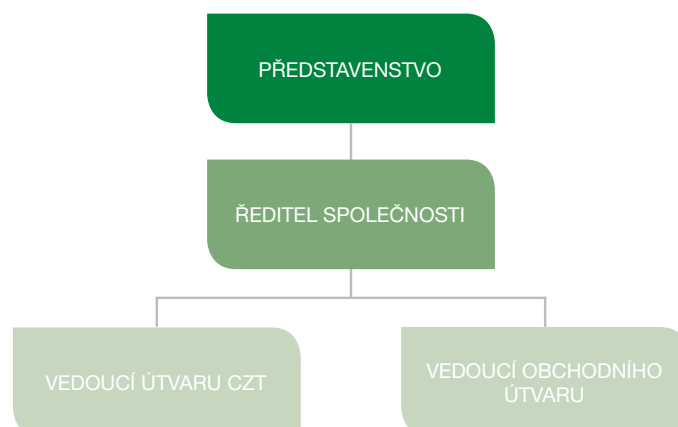 PŘEDSTAVENSTVO
ŘEDITEL SPOLEČNOSTI
VEDOUCÍ ÚTVARU CZT
VEDOUCÍ OBCHODNÍHO
ÚTVARU